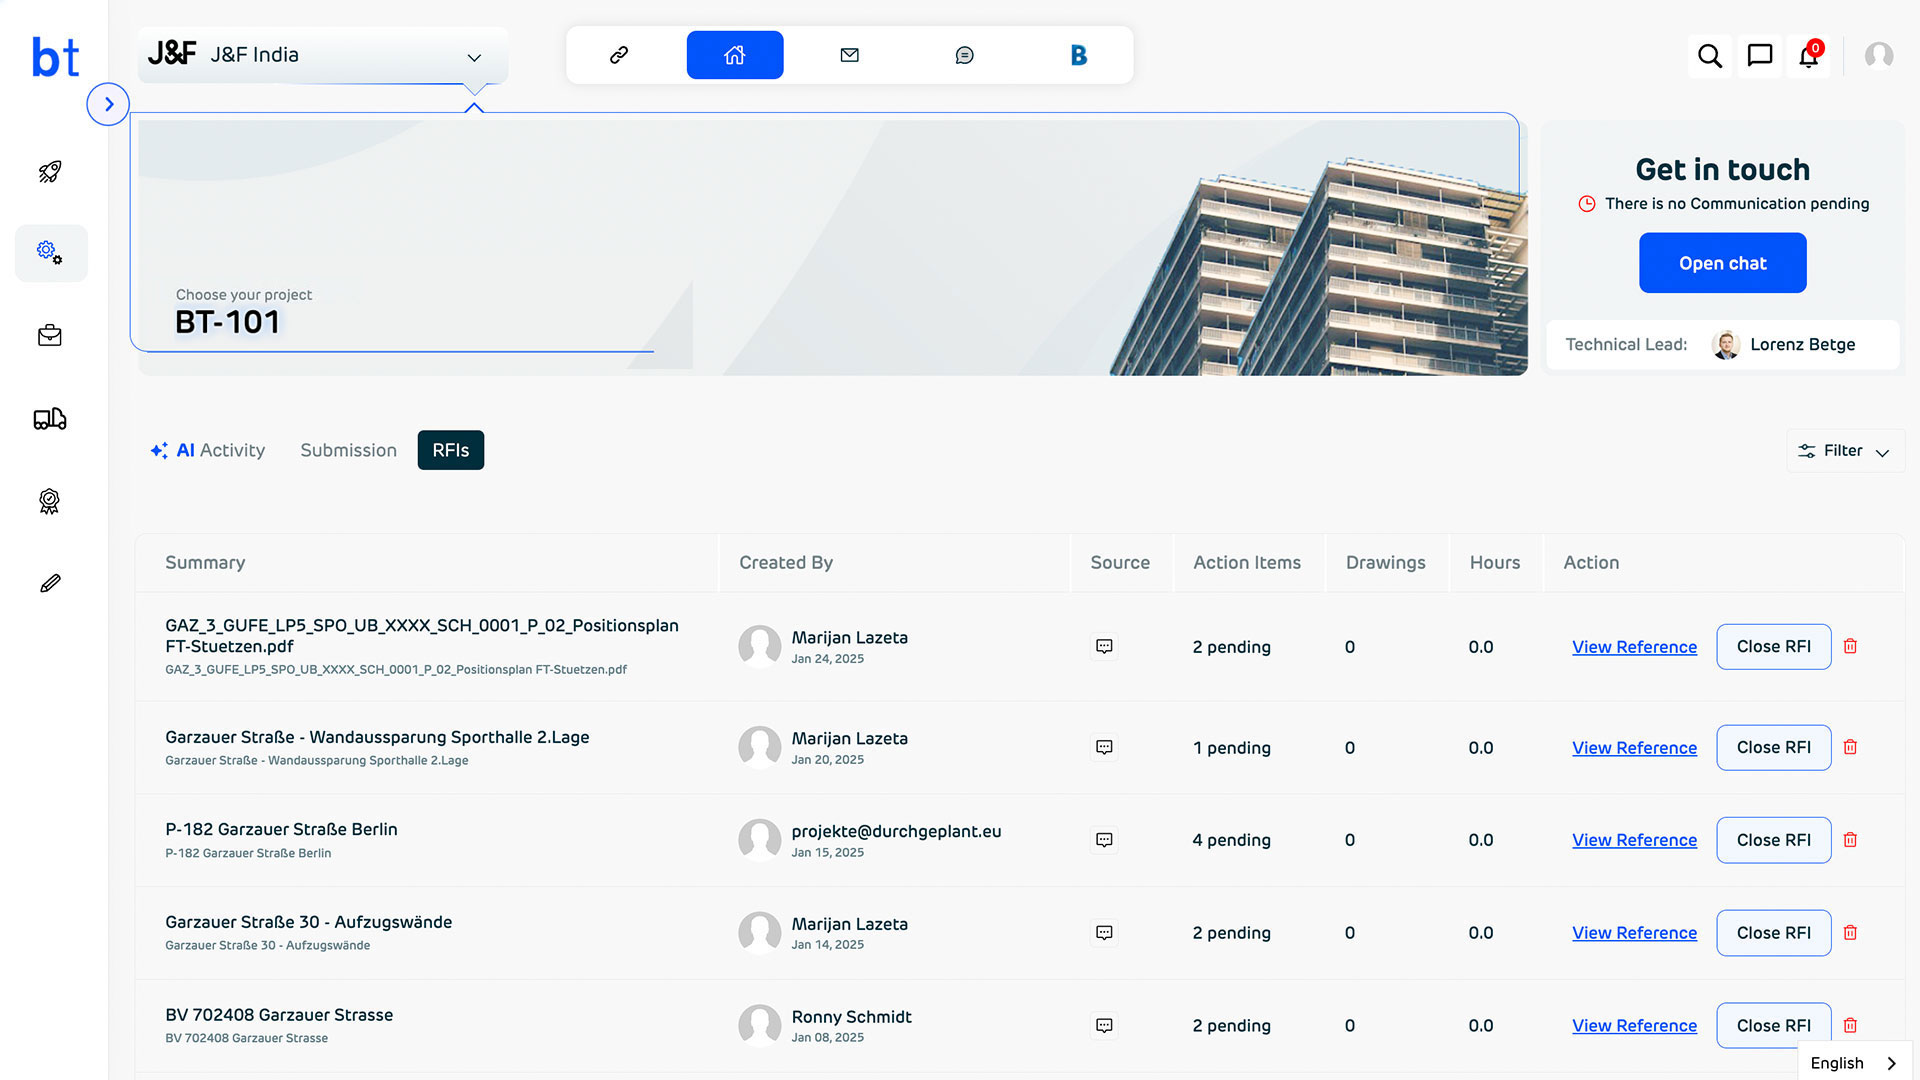 bt
J&F J&F India
B
0
Get in touch
There is no Communication pending
Open chat
Choose your project
BT-101
Technical Lead: Lorenz Betge
AI Activity Submission RFIs
Filter
Summary Created By Source Action Items Drawings Hours Action
GAZ_3_GUFE_LP5_SPO_UB_XXXX_SCH_0001_P_02_Positionsplan
FT-Stuetzen.pdf
GAZ_3_GUFE_LP5_SPO_UB_XXXX_SCH_0001_P_02_Positionsplan FT-Stuetzen.pdf
Marijan Lazeta
Jan 24, 2025
2 pending 0 0.0 View Reference Close RFI
Garzauer Straße - Wandaussparung Sporthalle 2.Lage
Garzauer Straße - Wandaussparung Sporthalle 2.Lage
Marijan Lazeta
Jan 20, 2025
1 pending 0 0.0 View Reference Close RFI
P-182 Garzauer Straße Berlin
P-182 Garzauer Straße Berlin
projekte@durchgeplant.eu
Jan 15, 2025
4 pending 0 0.0 View Reference Close RFI
Garzauer Straße 30 - Aufzugswände
Garzauer Straße 30 - Aufzugswände
Marijan Lazeta
Jan 14, 2025
2 pending 0 0.0 View Reference Close RFI
BV 702408 Garzauer Strasse
BV 702408 Garzauer Strasse
Ronny Schmidt
Jan 08, 2025
2 pending 0 0.0 View Reference Close RFI
English